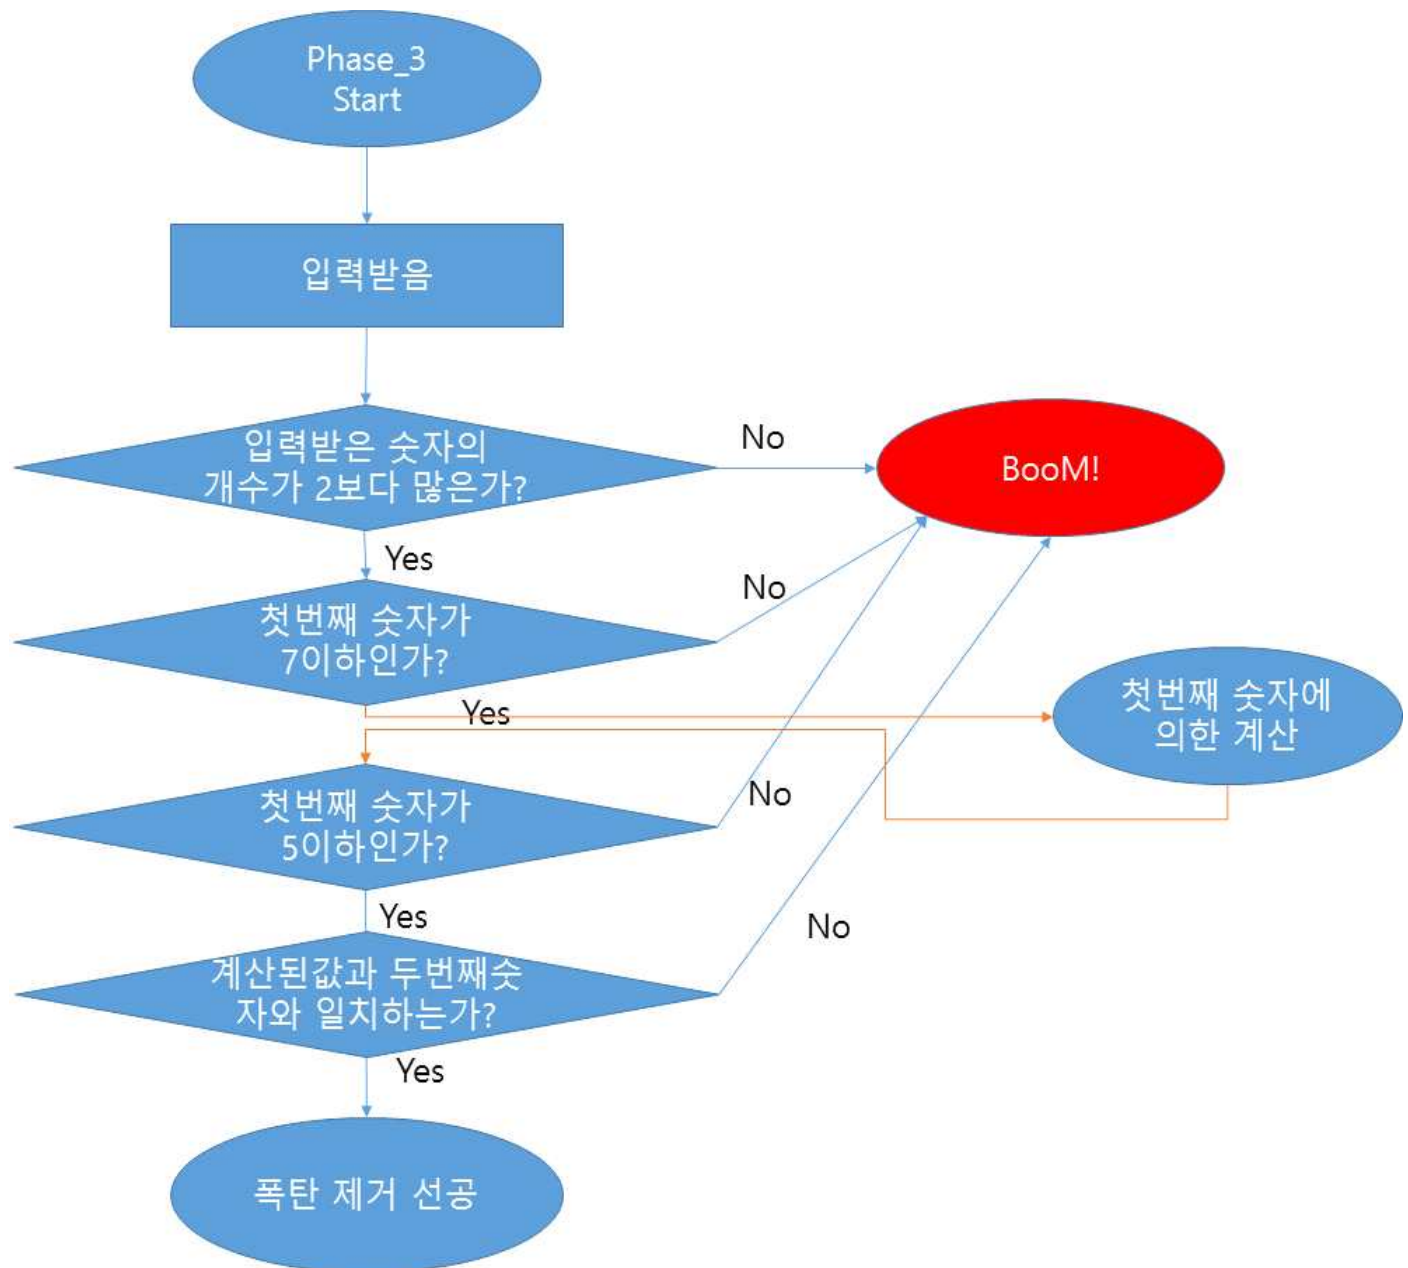 Phase_3
Start
입력받음
입력받은 숫자의
개수가 2보다 많은가?
No
BooM!
Yes
첫번째 숫자가
7이하인가?
No
Yes
첫번째 숫자에
의한 계산
첫번째 숫자가
5이하인가?
No
Yes
계산된값과 두번째숫
자와 일치하는가?
No
Yes
폭탄 제거 선공